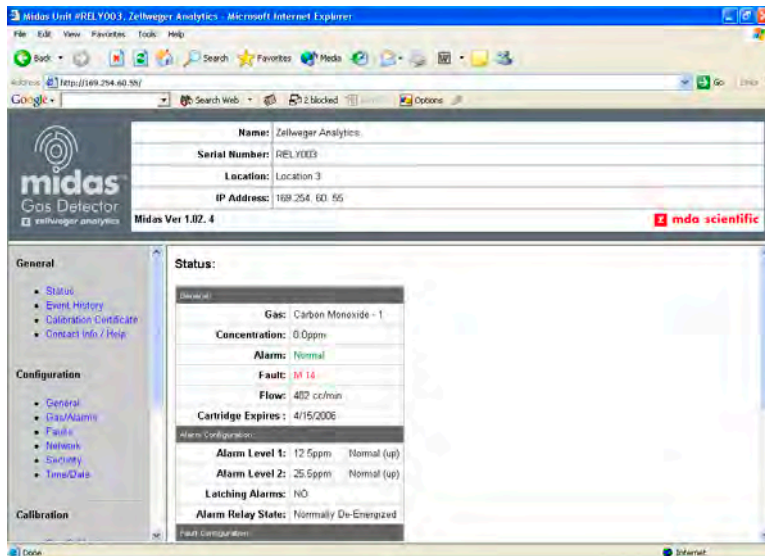 Midas Unit #RELY003, Zellweger Analytics - Microsoft Internet Explorer
File Edit View Favorites Tools Help
Back Search Favorites Media
Address http://169.254.60.55/ Go Links
Google Search Web 2 blocked Options
Name: Zellweger Analytics
Serial Number: RELY003
Location: Location 3
IP Address: 169.254. 60. 55
midas
Gas Detector
zellweger analytics
Midas Ver 1.02. 4
mda scientific
General
Status
Event History
Calibration Certificate
Contact Info / Help
Configuration
General
Gas/Alarms
Faults
Network
Security
Time/Date
Calibration
Status:
General:
Gas: Carbon Monoxide - 1
Concentration: 0.0ppm
Alarm: Normal
Fault: M 14
Flow: 482 cc/min
Cartridge Expires : 4/15/2006
Alarm Configuration:
Alarm Level 1: 12.5ppm Normal (up)
Alarm Level 2: 25.5ppm Normal (up)
Latching Alarms: NO
Alarm Relay State: Normally De-Energized
Fault Configuration:
Done
Internet